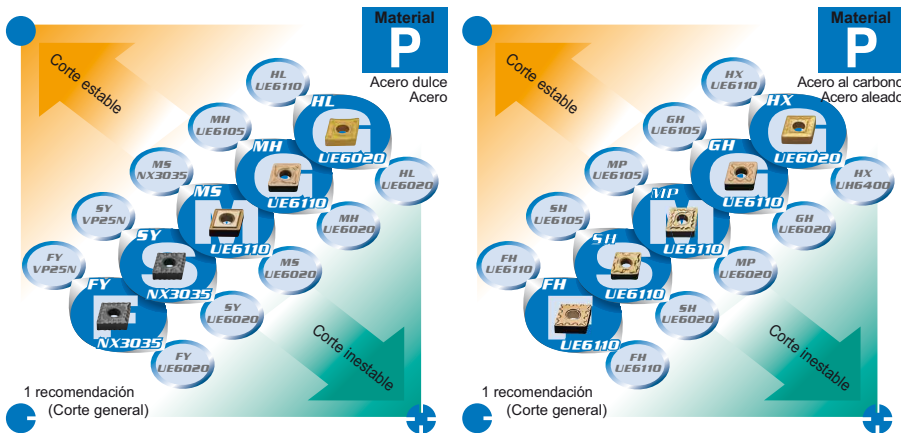 Material
P
Acero dulce
Acero
Corte estable
HL
UE6110
HL
UE6020
MH
UE6105
MH
UE6110
HL
UE6020
MS
NX3035
MS
UE6110
MH
UE6020
SY
VP25N
SY
NX3035
MS
UE6020
FY
VP25N
FY
NX3035
SY
UE6020
FY
UE6020
Corte inestable
1 recomendación
(Corte general)
Material
P
Acero al carbono
Acero aleado
Corte estable
HX
UE6110
HX
UE6020
GH
UE6105
GH
UE6110
HX
UH6400
MP
UE6105
MP
UE6110
GH
UE6020
SH
UE6105
SH
UE6110
MP
UE6020
FH
UE6110
FH
UE6110
SH
UE6020
FH
UE6110
Corte inestable
1 recomendación
(Corte general)